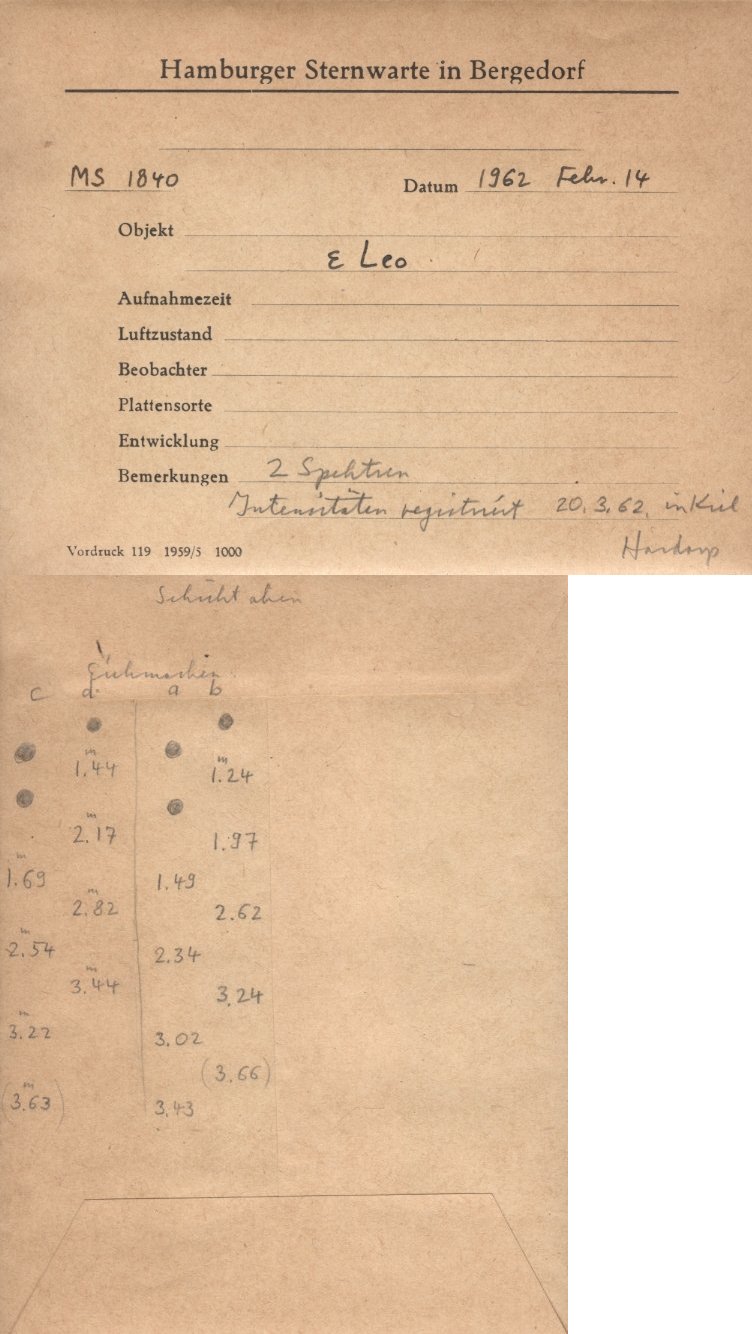 Hamburger Sternwarte in Bergedorf
MS 1840 Datum 1962 Febr. 14
Objekt
ε Leo
Aufnahmezeit
Luftzustand
Beobachter
Plattensorte
Entwicklung
Bemerkungen 2 Spektren
Intensitäten registriert 20.3.62. in Kiel
Hardorp
Vordruck 119 1959/5 1000
Schicht oben
Eichmarken
c d a b
m m
1.44 1.24
m
2.17 1.97
m
1.69 1.49
m
2.82 2.62
m
2.54 2.34
m
3.44 3.24
m
3.22 3.02
(3.66)
m
(3.63) 3.43